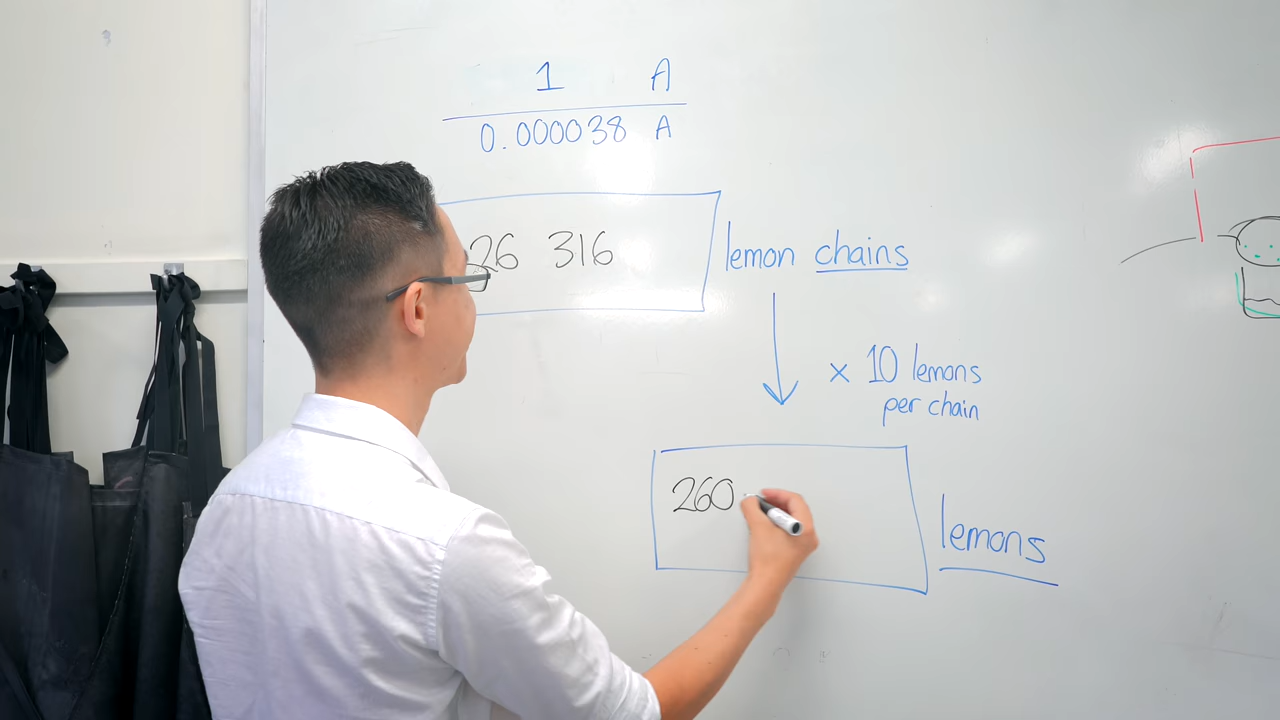 1 A
0.000038 A
26 316
lemon chains
x 10 lemons
per chain
260
lemons